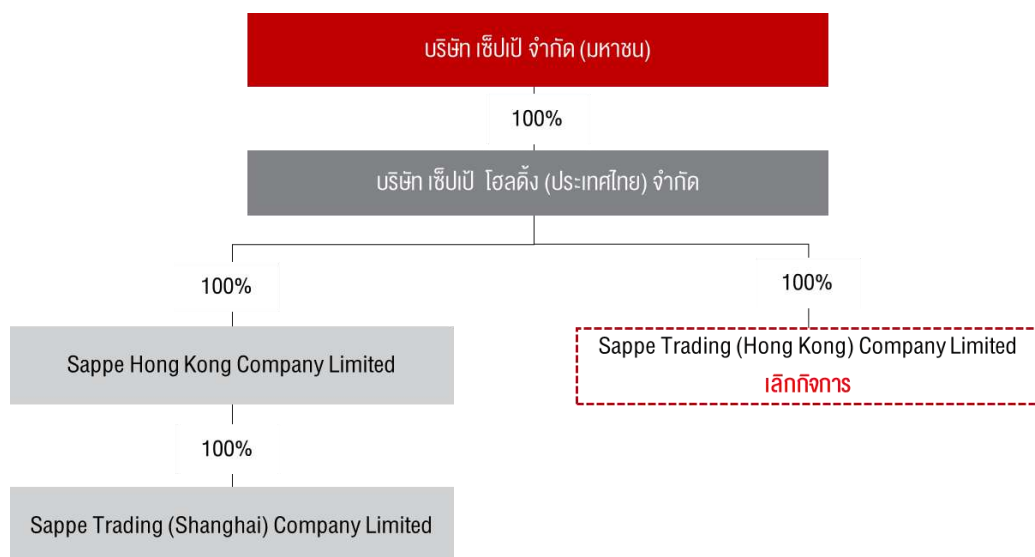 บริษัท เซ็ปเป้ จำกัด (มหาชน)
100%
บริษัท เซ็ปเป้ โฮลดิ้ง (ประเทศไทย) จำกัด
100%
100%
Sappe Hong Kong Company Limited
Sappe Trading (Hong Kong) Company Limited
เลิกกิจการ
100%
Sappe Trading (Shanghai) Company Limited